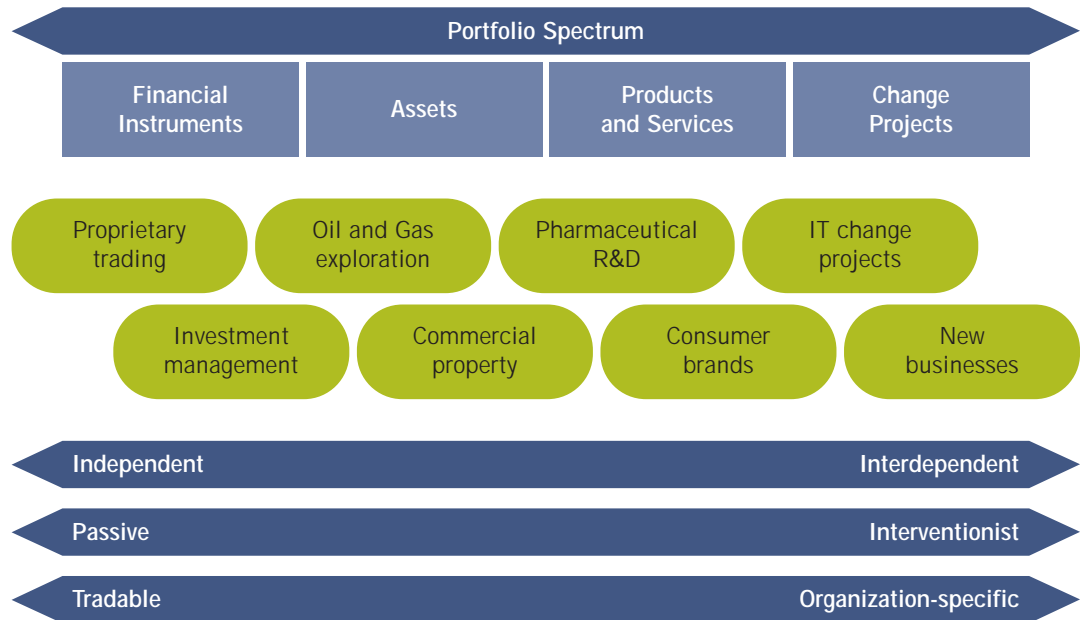 Portfolio Spectrum
Financial
Instruments
Assets
Products
and Services
Change
Projects
Proprietary
trading
Oil and Gas
exploration
Pharmaceutical
R&D
IT change
projects
Investment
management
Commercial
property
Consumer
brands
New
businesses
Independent
Interdependent
Passive
Interventionist
Tradable
Organization-specific